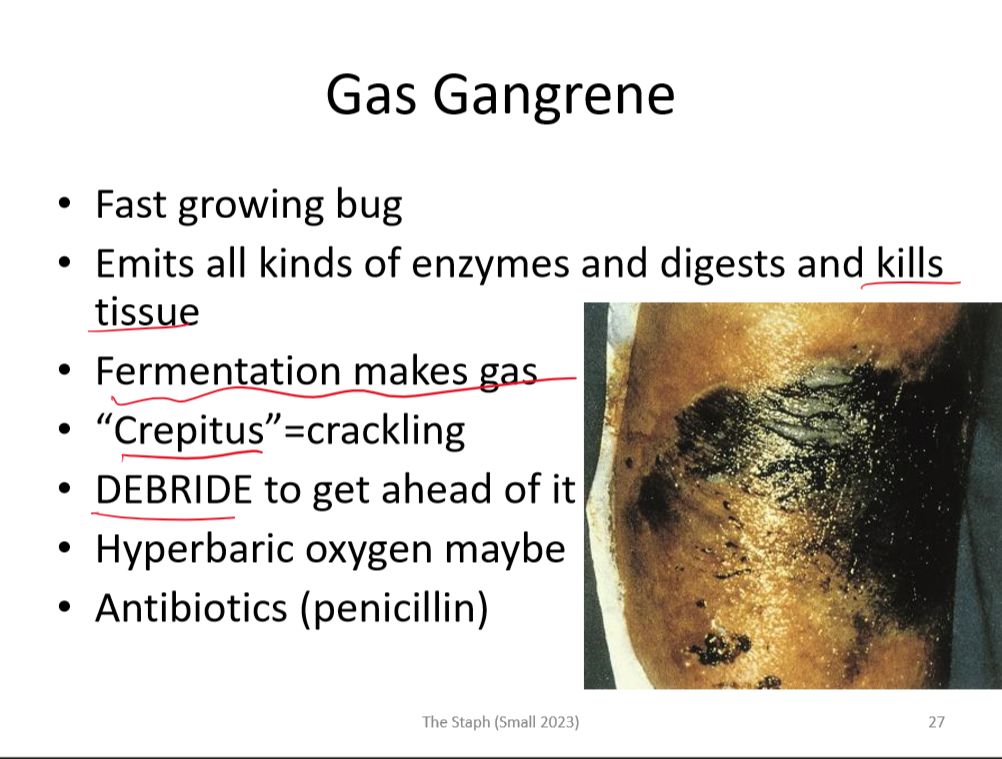 Gas Gangrene
• Fast growing bug
• Emits all kinds of enzymes and digests and kills
tissue
• Fermentation makes gas
• “Crepitus”=crackling
• DEBRIDE to get ahead of it
• Hyperbaric oxygen maybe
• Antibiotics (penicillin)
The Staph (Small 2023)
27